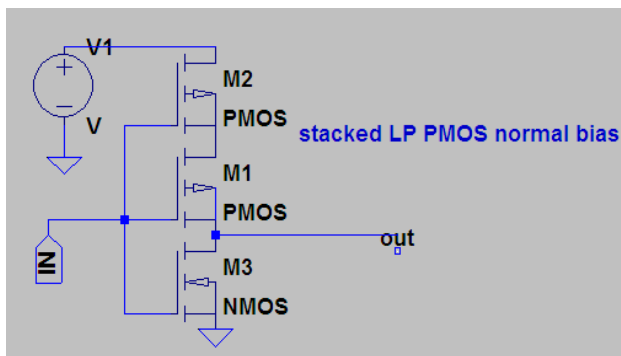 V1
M2
V
PMOS
stacked LP PMOS normal bias
M1
PMOS
out
IN
M3
NMOS